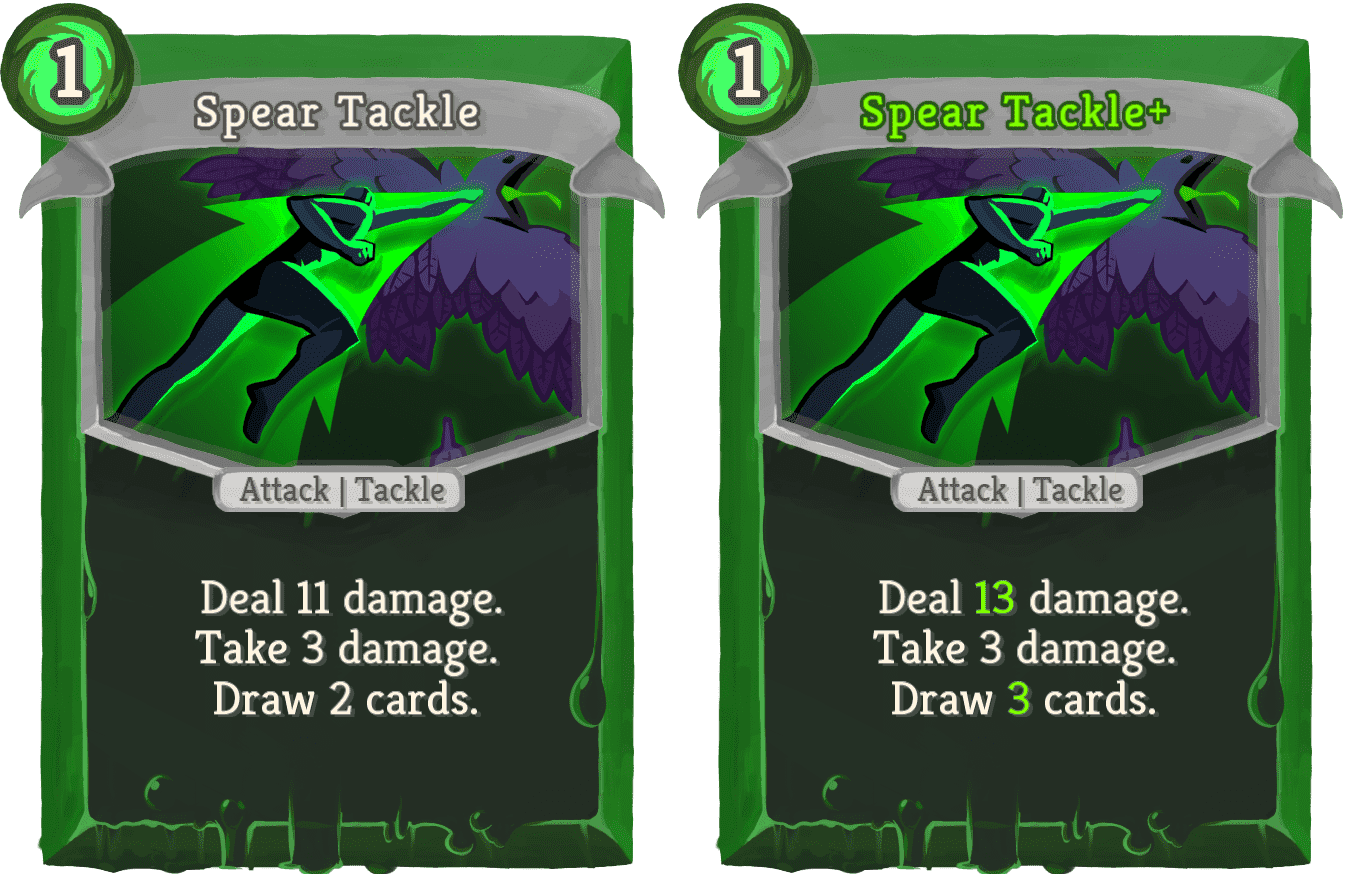 1
Spear Tackle
Attack | Tackle
Deal 11 damage.
Take 3 damage.
Draw 2 cards.
1
Spear Tackle+
Attack | Tackle
Deal 13 damage.
Take 3 damage.
Draw 3 cards.